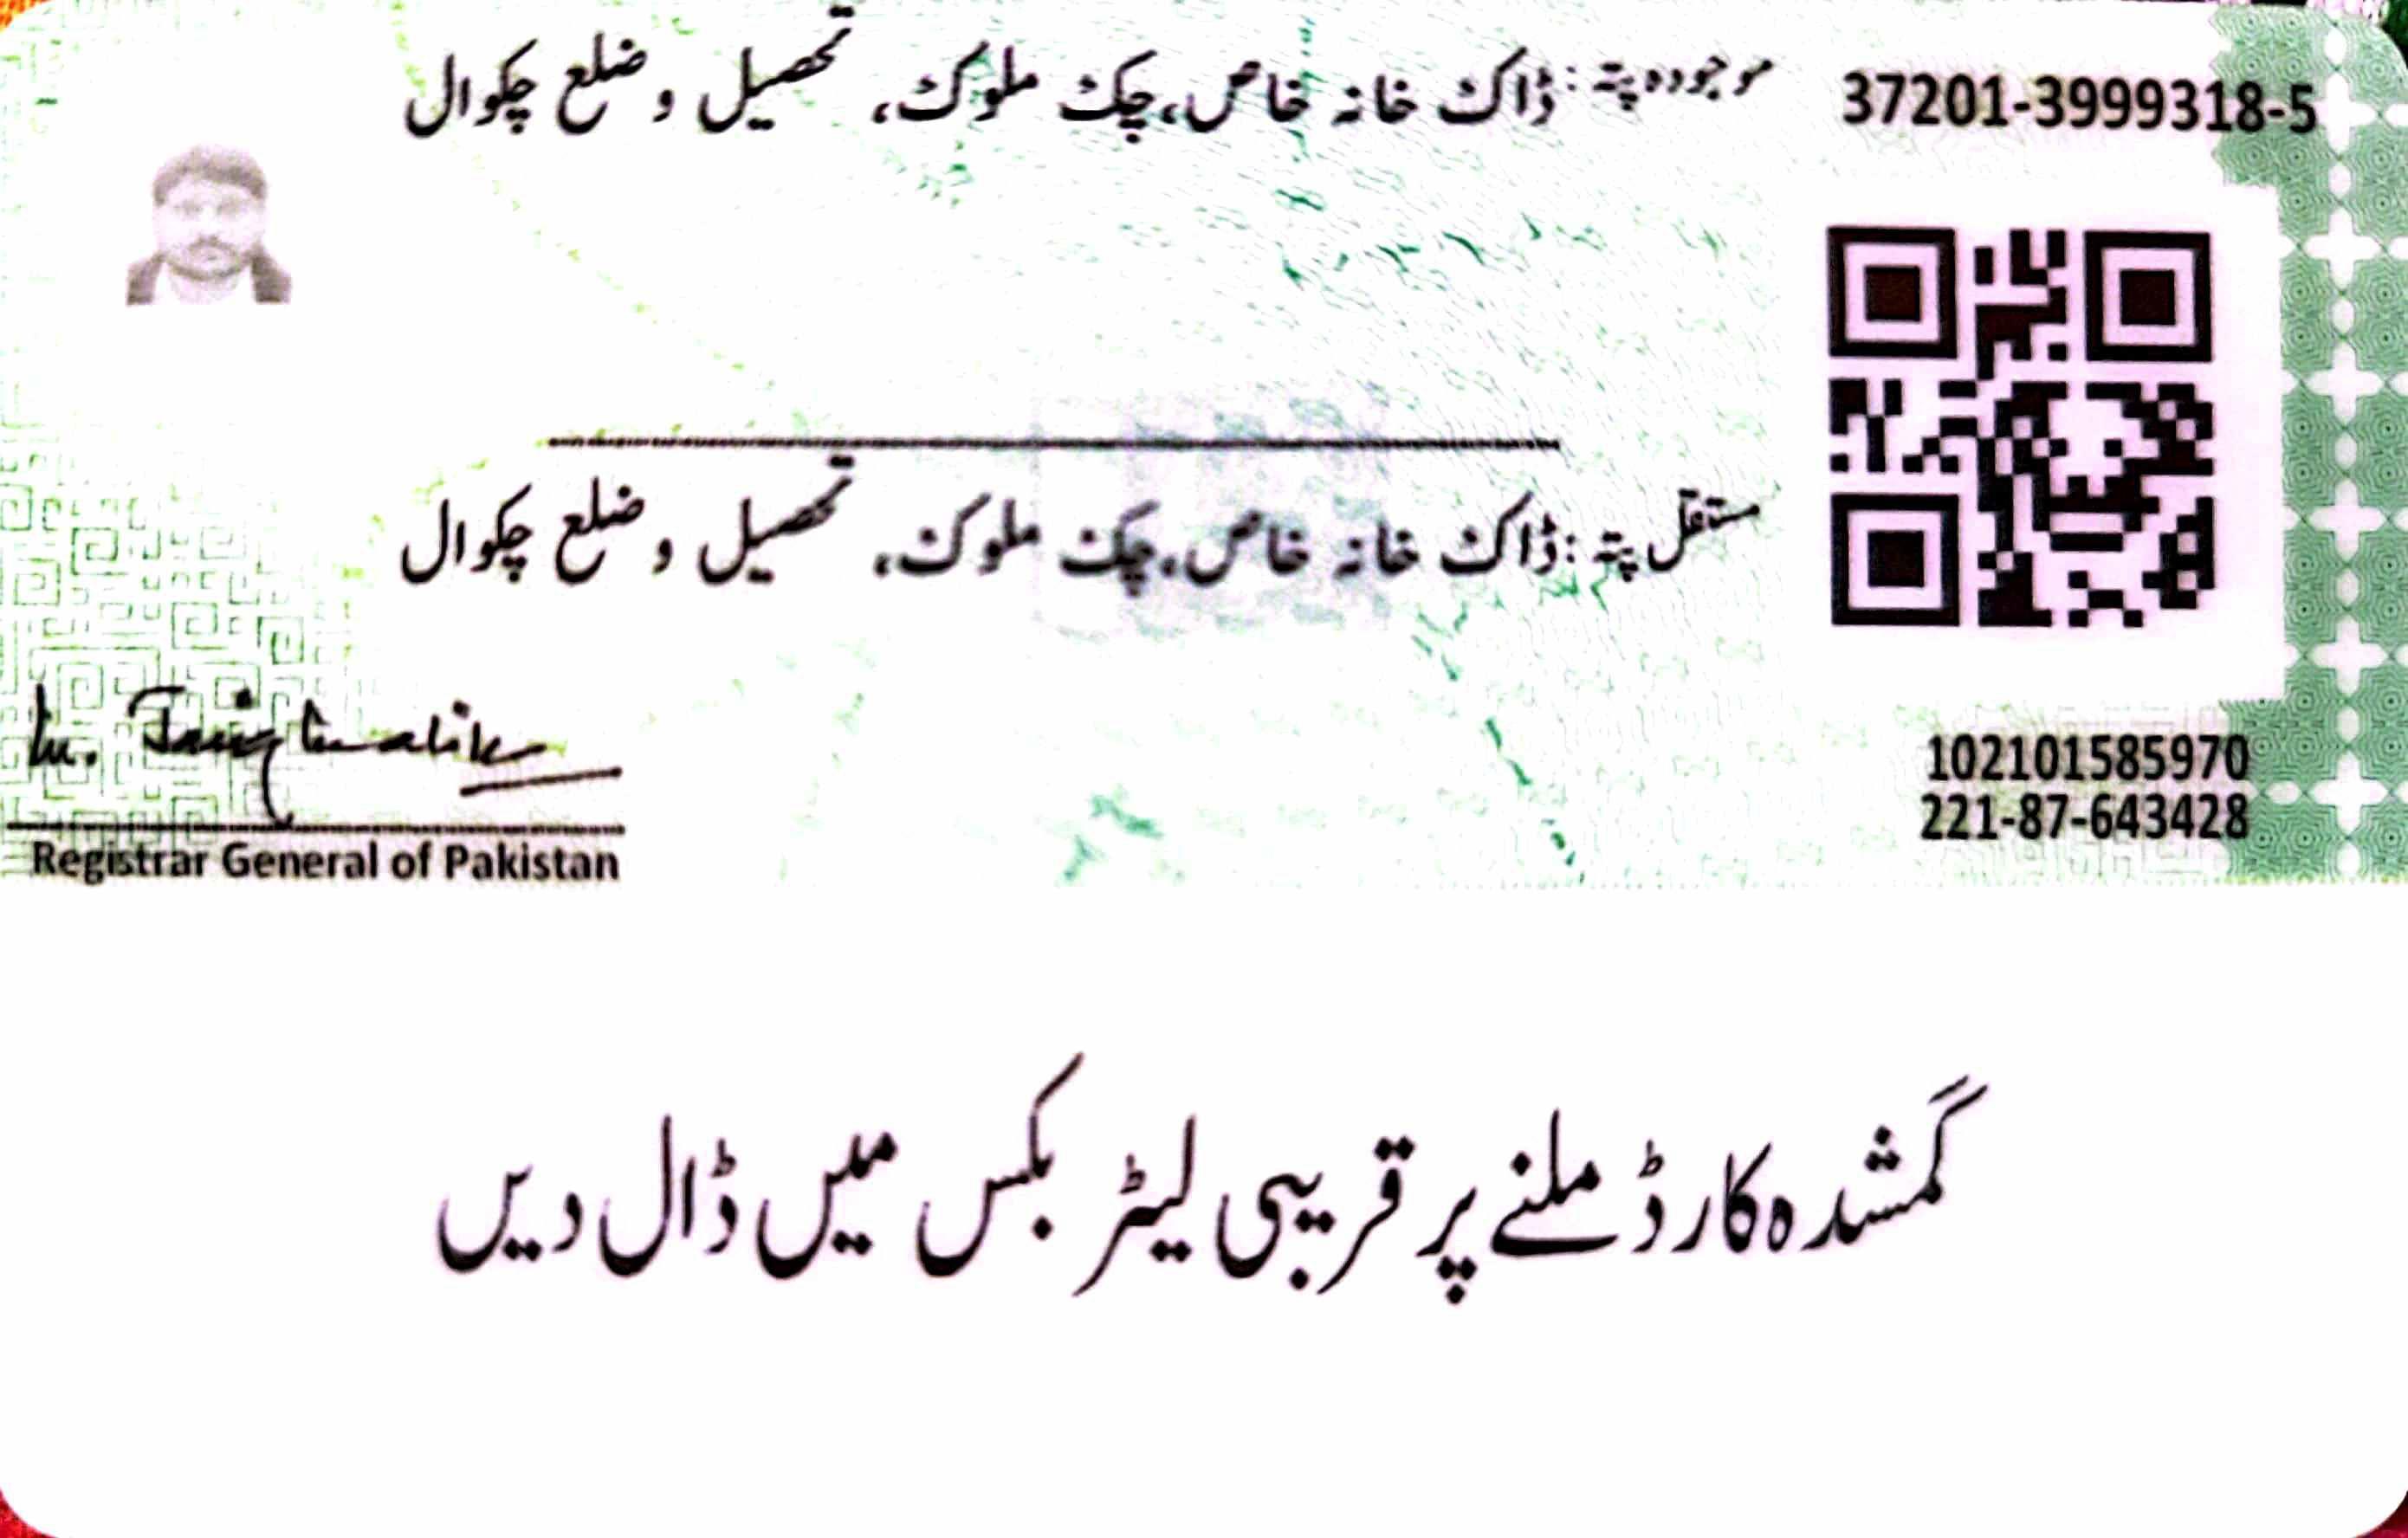 37201-3999318-5
موجودہ پتہ: ڈاک خانہ خاص، چک ملوک، تحصیل و ضلع چکوال
مستقل پتہ: ڈاک خانہ خاص، چک ملوک، تحصیل و ضلع چکوال
102101585970
221-87-643428
Registrar General of Pakistan
گمشدہ کارڈ ملنے پر قریبی لیٹر بکس میں ڈال دیں